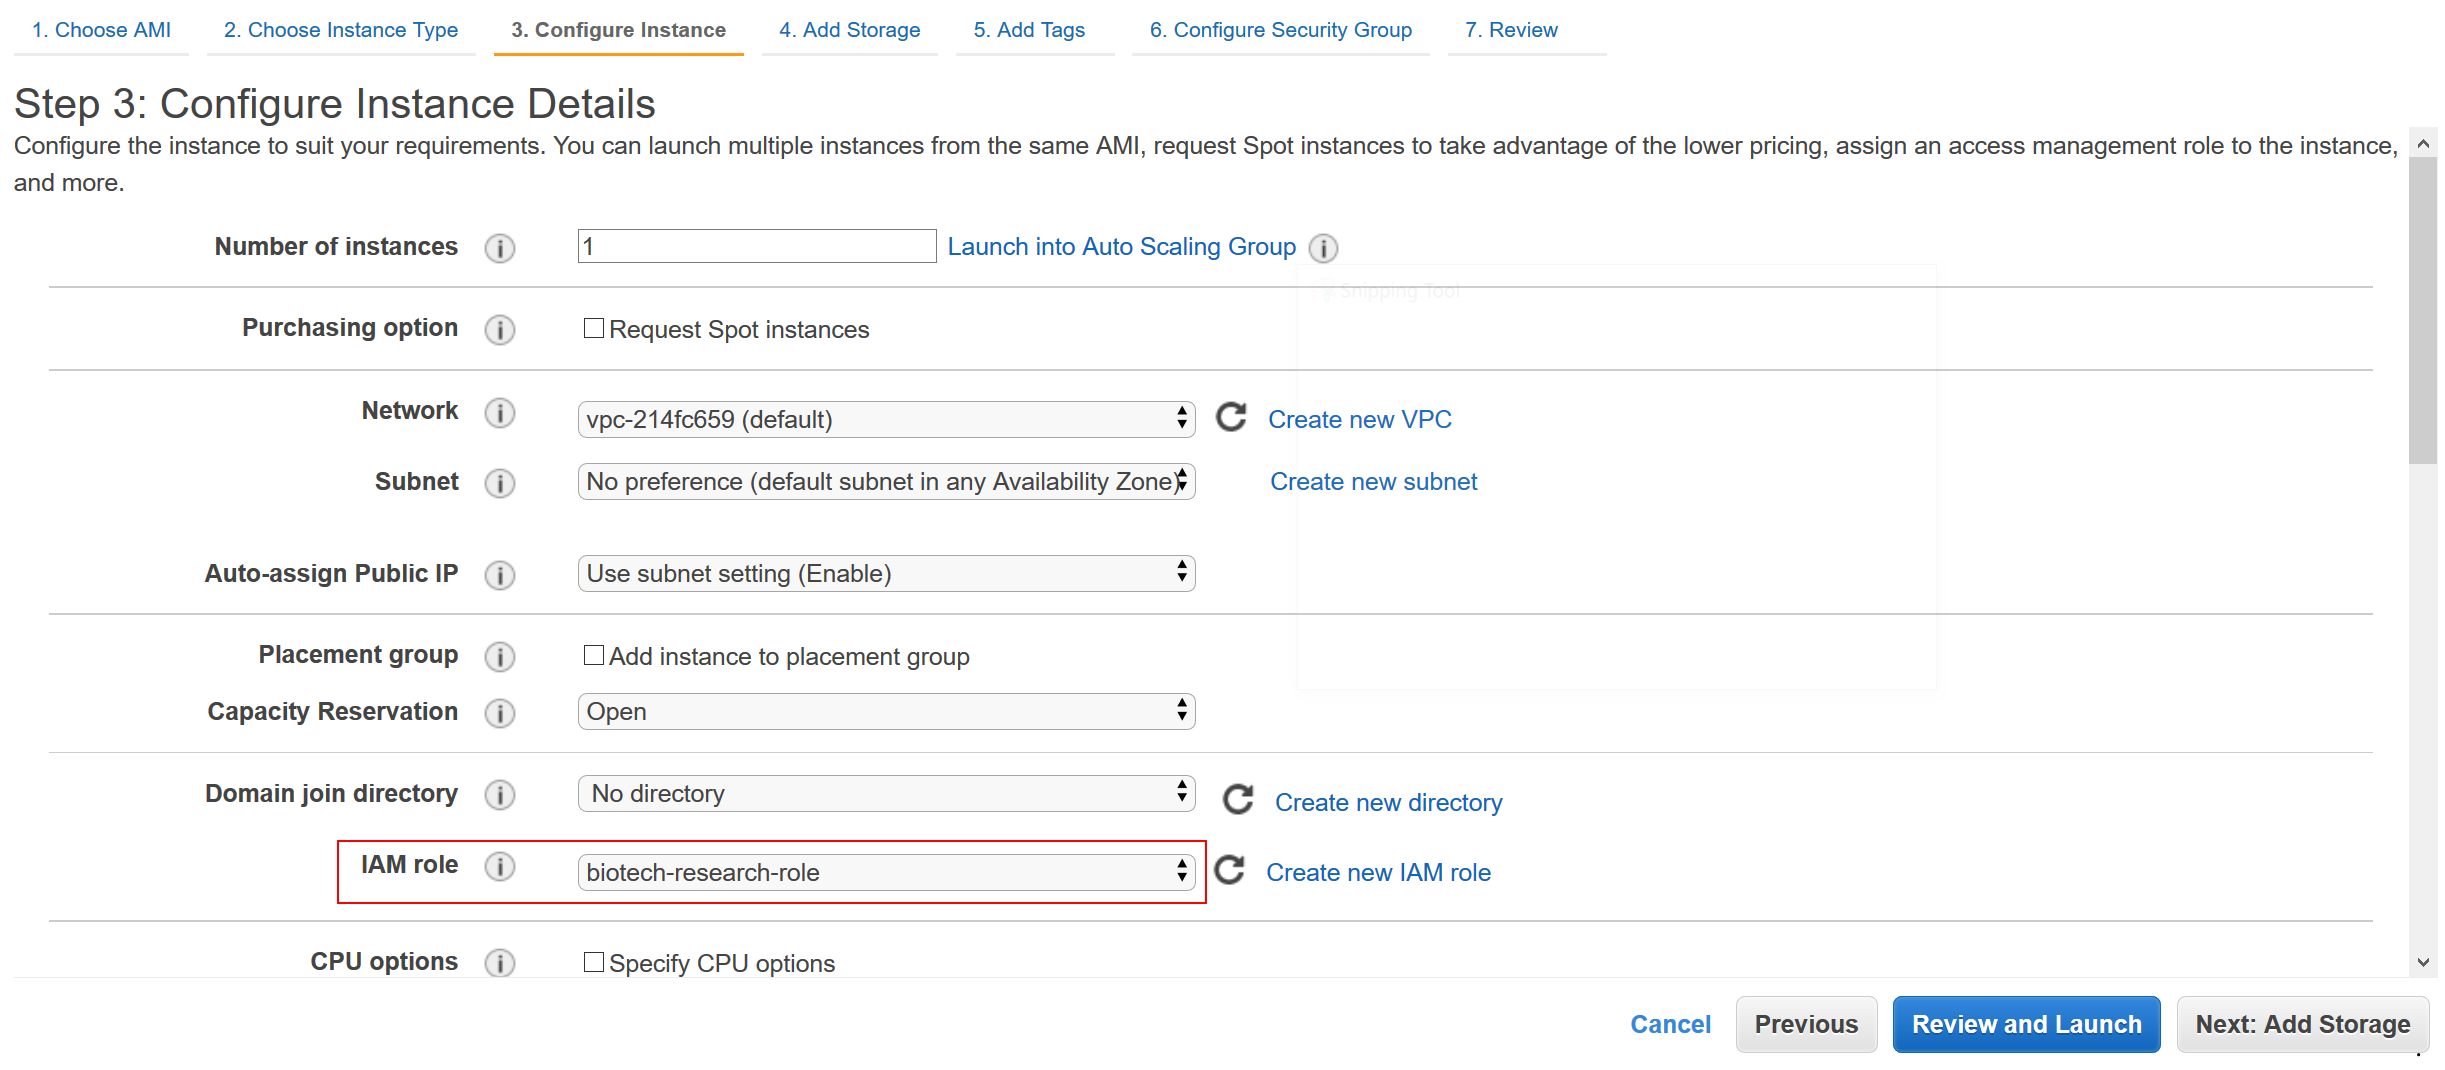 1. Choose AMI 2. Choose Instance Type 3. Configure Instance 4. Add Storage 5. Add Tags 6. Configure Security Group 7. Review
Step 3: Configure Instance Details
Configure the instance to suit your requirements. You can launch multiple instances from the same AMI, request Spot instances to take advantage of the lower pricing, assign an access management role to the instance,
and more.
Number of instances 1 Launch into Auto Scaling Group
Snipping Tool
Purchasing option Request Spot instances
Network vpc-214fc659 (default) Create new VPC
Subnet No preference (default subnet in any Availability Zone) Create new subnet
Auto-assign Public IP Use subnet setting (Enable)
Placement group Add instance to placement group
Capacity Reservation Open
Domain join directory No directory Create new directory
IAM role biotech-research-role Create new IAM role
CPU options Specify CPU options
Cancel Previous Review and Launch Next: Add Storage